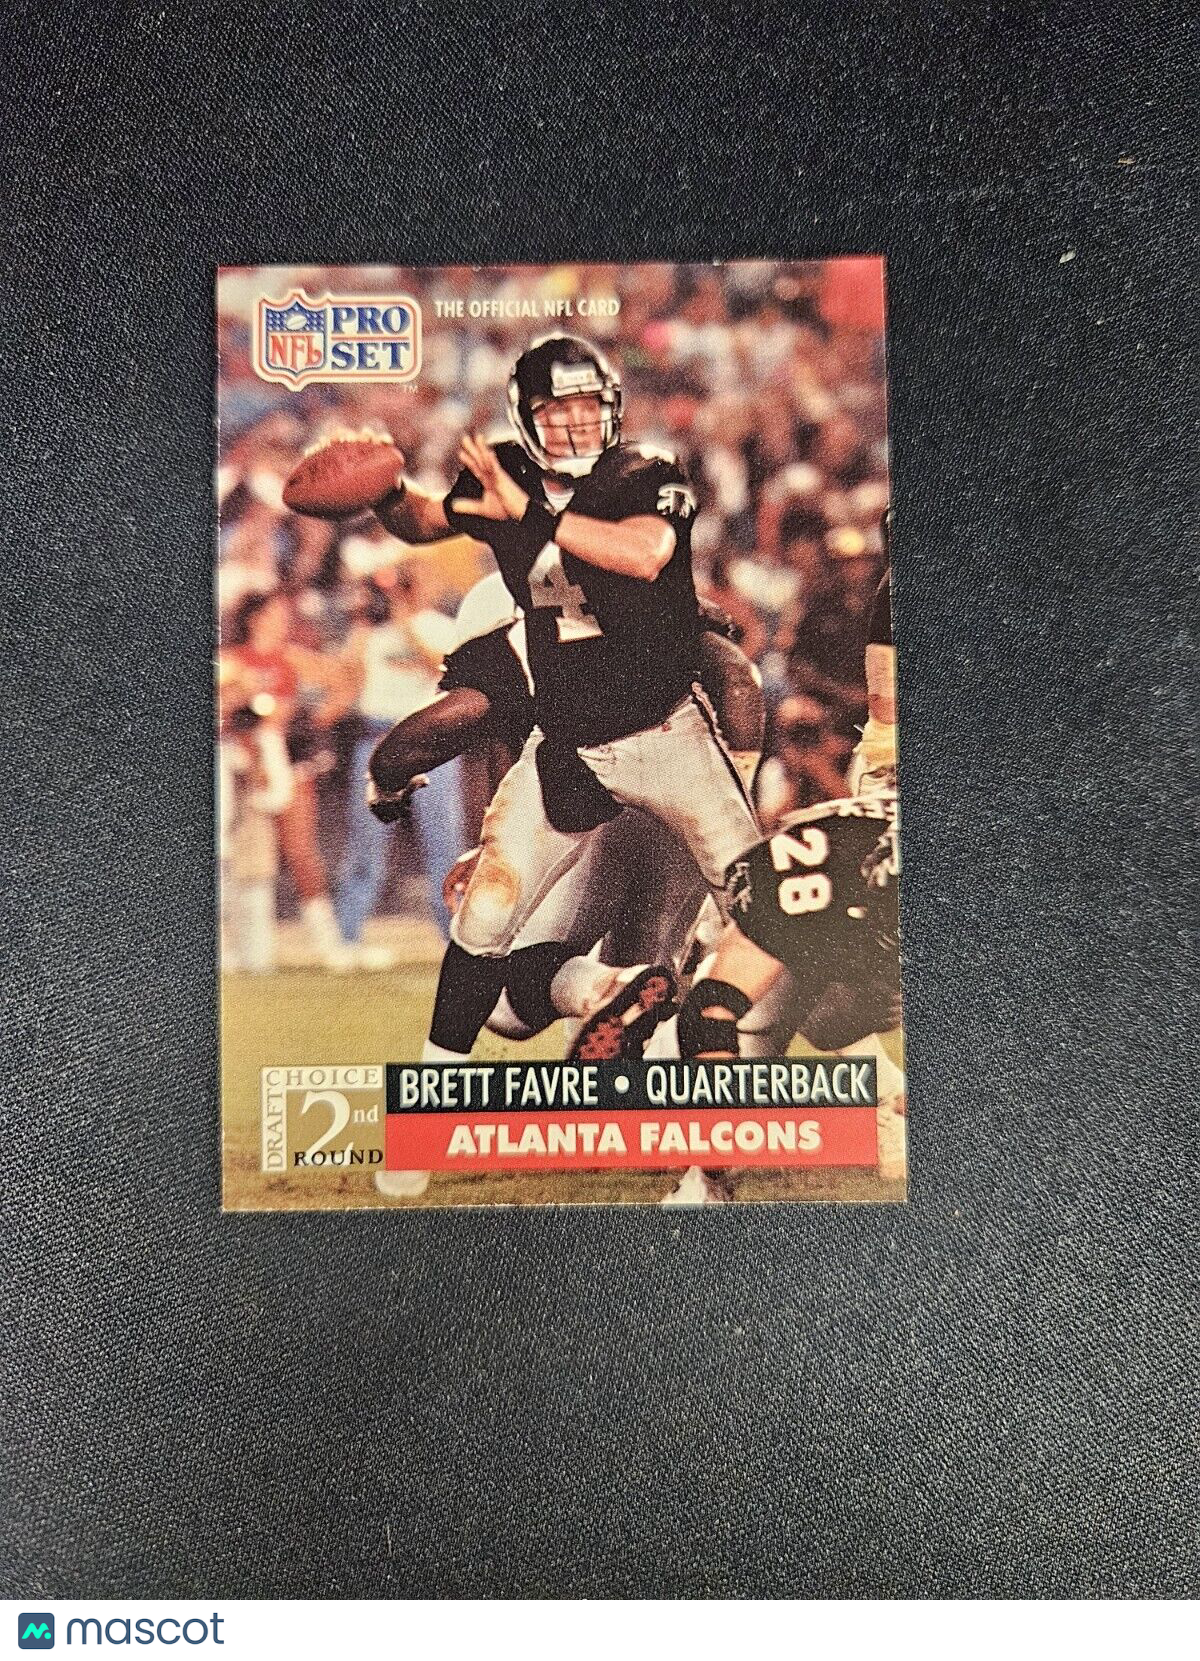 THE OFFICIAL NFL CARD
NFL PRO
SET
TM
4
28
CHOICE
DRAFT
2nd
ROUND
BRETT FAVRE • QUARTERBACK
ATLANTA FALCONS
mascot